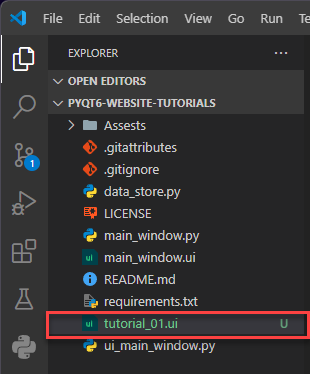 File Edit Selection View Go Run
EXPLORER
OPEN EDITORS
PYQT6-WEBSITE-TUTORIALS
Assests
.gitattributes
.gitignore
data_store.py
LICENSE
main_window.py
ui main_window.ui
README.md
requirements.txt
ui tutorial_01.ui U
ui_main_window.py
1